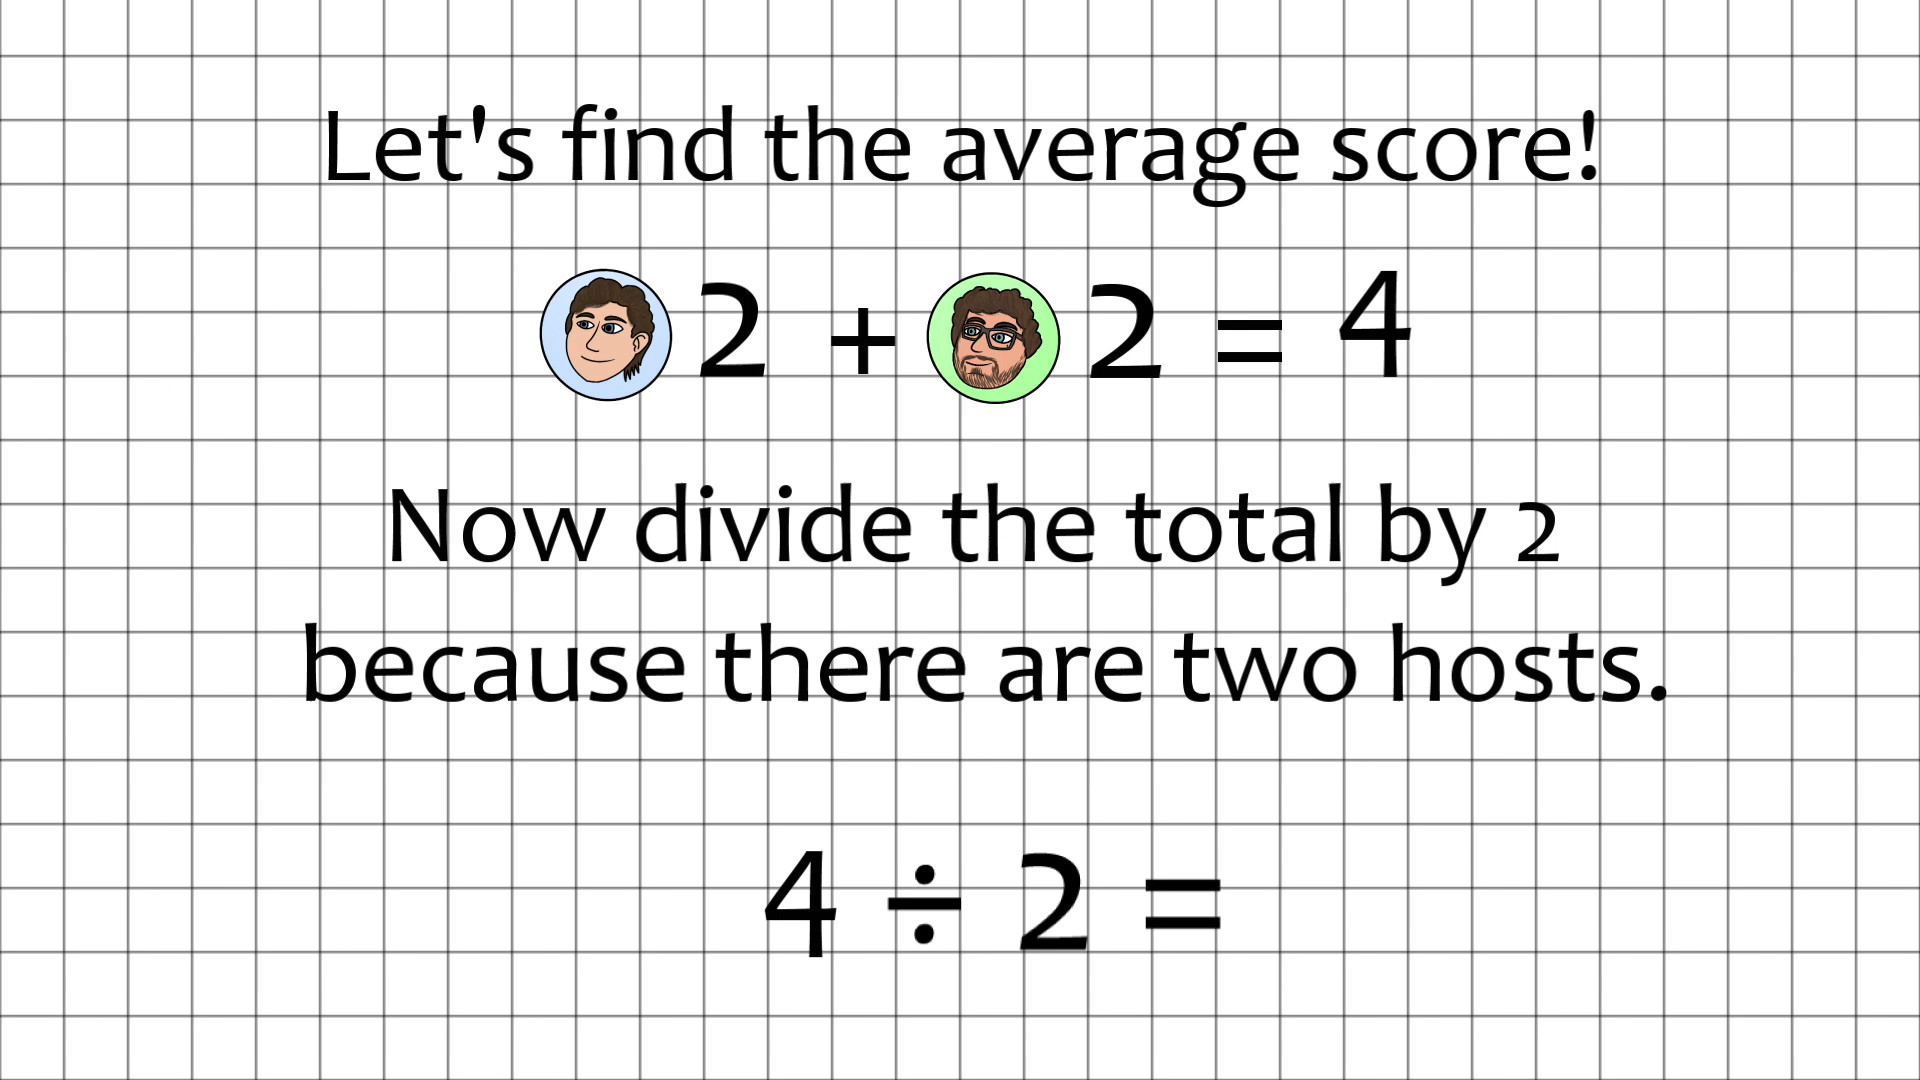 Let's find the average score!
2 + 2 = 4
Now divide the total by 2
because there are two hosts.
4 ÷ 2 =